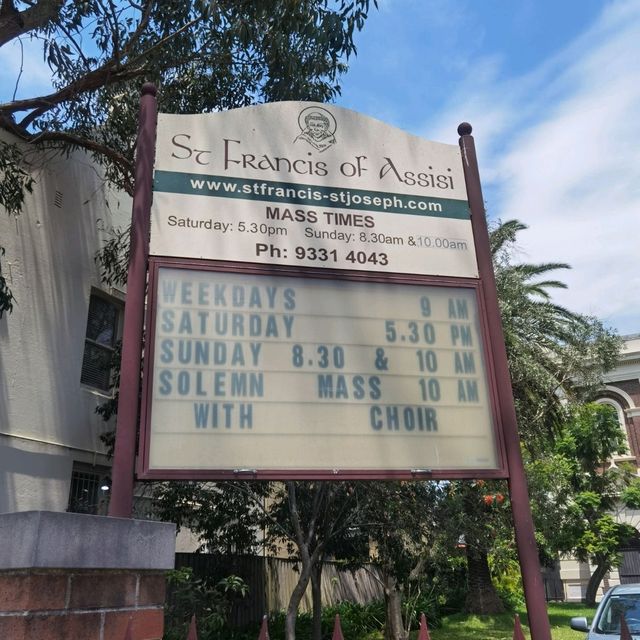 St Francis of Assisi
www.stfrancis-stjoseph.com
MASS TIMES
Saturday: 5.30pm Sunday: 8.30am & 10.00am
Ph: 9331 4043
WEEKDAYS 9 AM
SATURDAY 5.30 PM
SUNDAY 8.30 & 10 AM
SOLEMN MASS 10 AM
WITH CHOIR